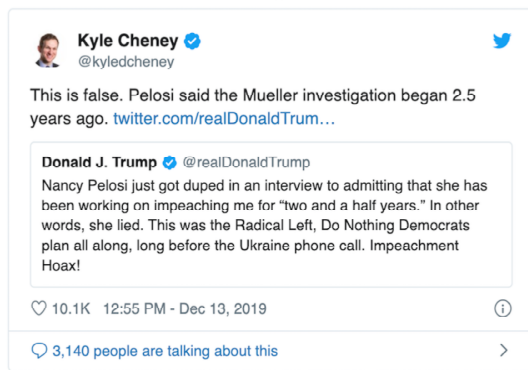 Kyle Cheney
@kyledcheney
This is false. Pelosi said the Mueller investigation began 2.5
years ago. twitter.com/realDonaldTrum…
Donald J. Trump @realDonaldTrump
Nancy Pelosi just got duped in an interview to admitting that she has
been working on impeaching me for “two and a half years.” In other
words, she lied. This was the Radical Left, Do Nothing Democrats
plan all along, long before the Ukraine phone call. Impeachment
Hoax!
10.1K 12:55 PM - Dec 13, 2019
3,140 people are talking about this